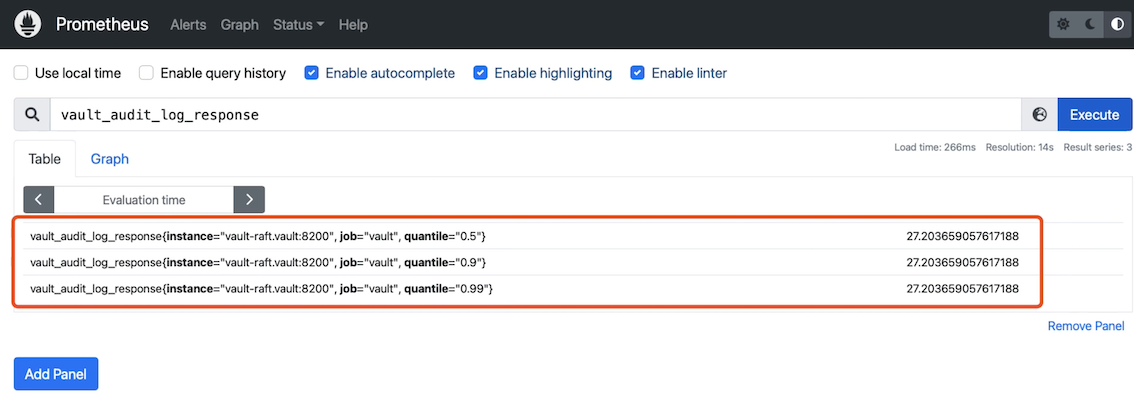 Prometheus Alerts Graph Status Help
Use local time Enable query history Enable autocomplete Enable highlighting Enable linter
vault_audit_log_response Execute
Load time: 266ms Resolution: 14s Result series: 3
Table Graph
Evaluation time
vault_audit_log_response{instance="vault-raft.vault:8200", job="vault", quantile="0.5"} 27.203659057617188
vault_audit_log_response{instance="vault-raft.vault:8200", job="vault", quantile="0.9"} 27.203659057617188
vault_audit_log_response{instance="vault-raft.vault:8200", job="vault", quantile="0.99"} 27.203659057617188
Remove Panel
Add Panel